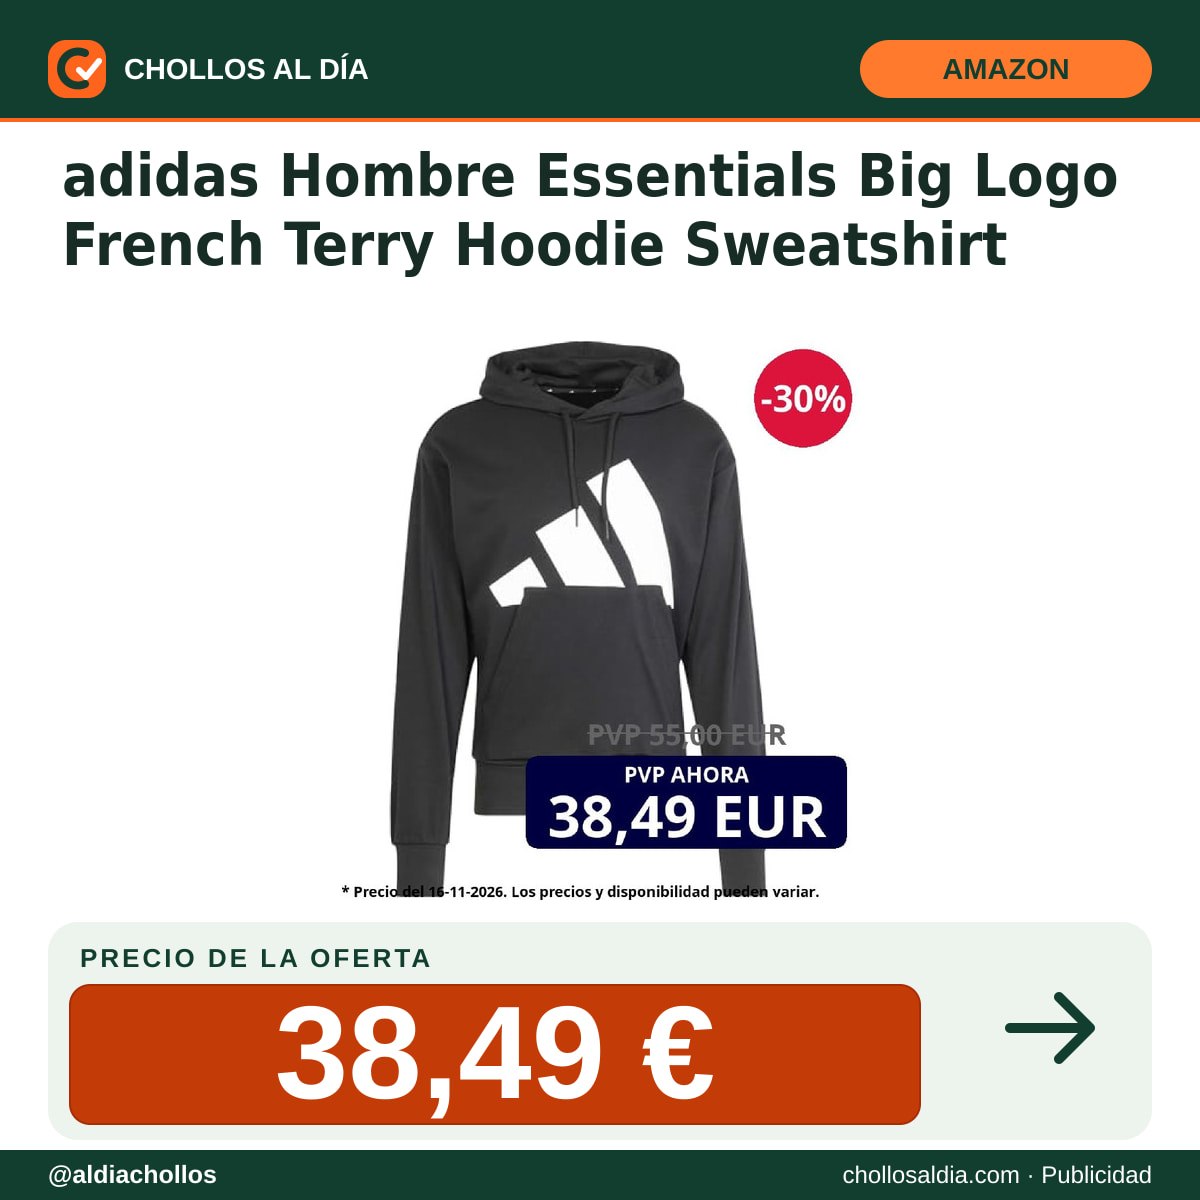 CHOLLOS AL DÍA
AMAZON
adidas Hombre Essentials Big Logo
French Terry Hoodie Sweatshirt
-30%
PVP 55,00 EUR
PVP AHORA
38,49 EUR
* Precio del 16-11-2026. Los precios y disponibilidad pueden variar.
PRECIO DE LA OFERTA
38,49 €
@aldiachollos
chollosaldia.com · Publicidad